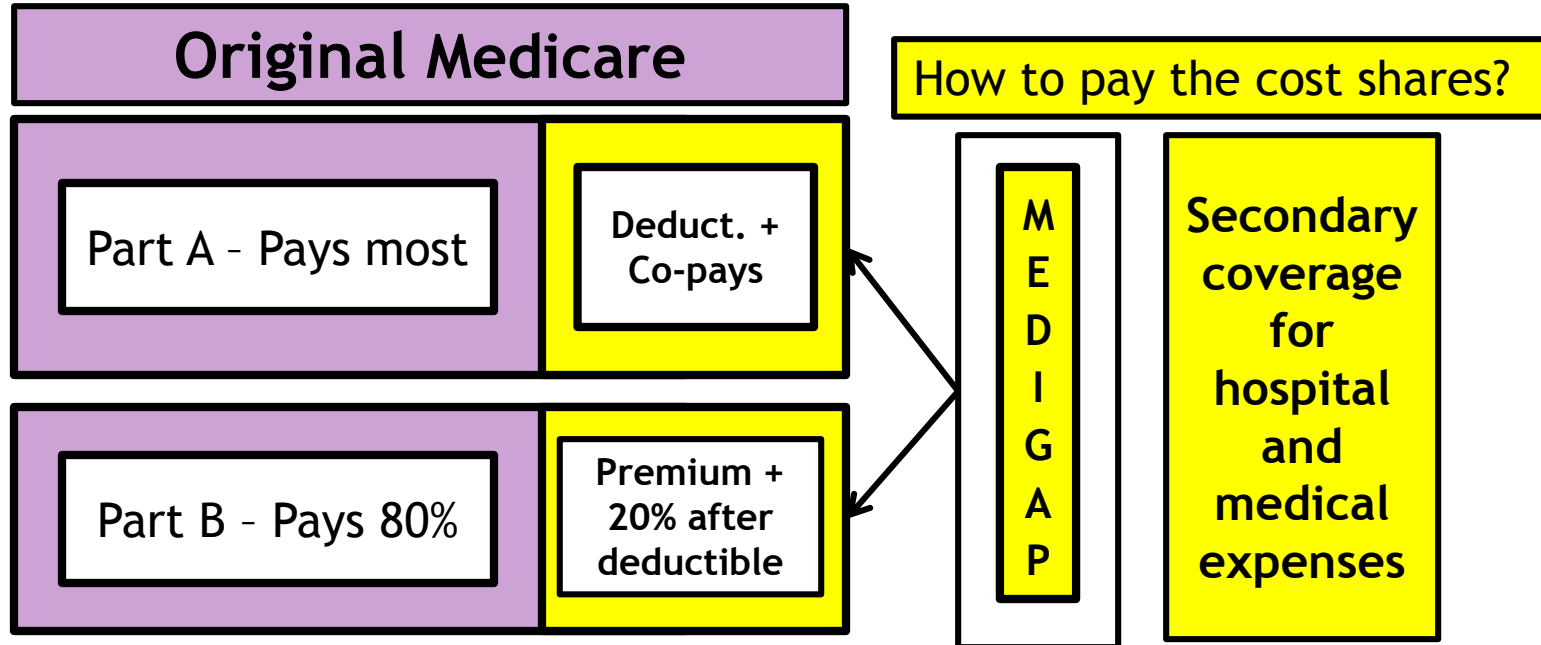 Original Medicare
How to pay the cost shares?
Part A – Pays most
Deduct. +
Co-pays
Part B – Pays 80%
Premium +
20% after
deductible
M
E
D
I
G
A
P
Secondary
coverage
for
hospital
and
medical
expenses